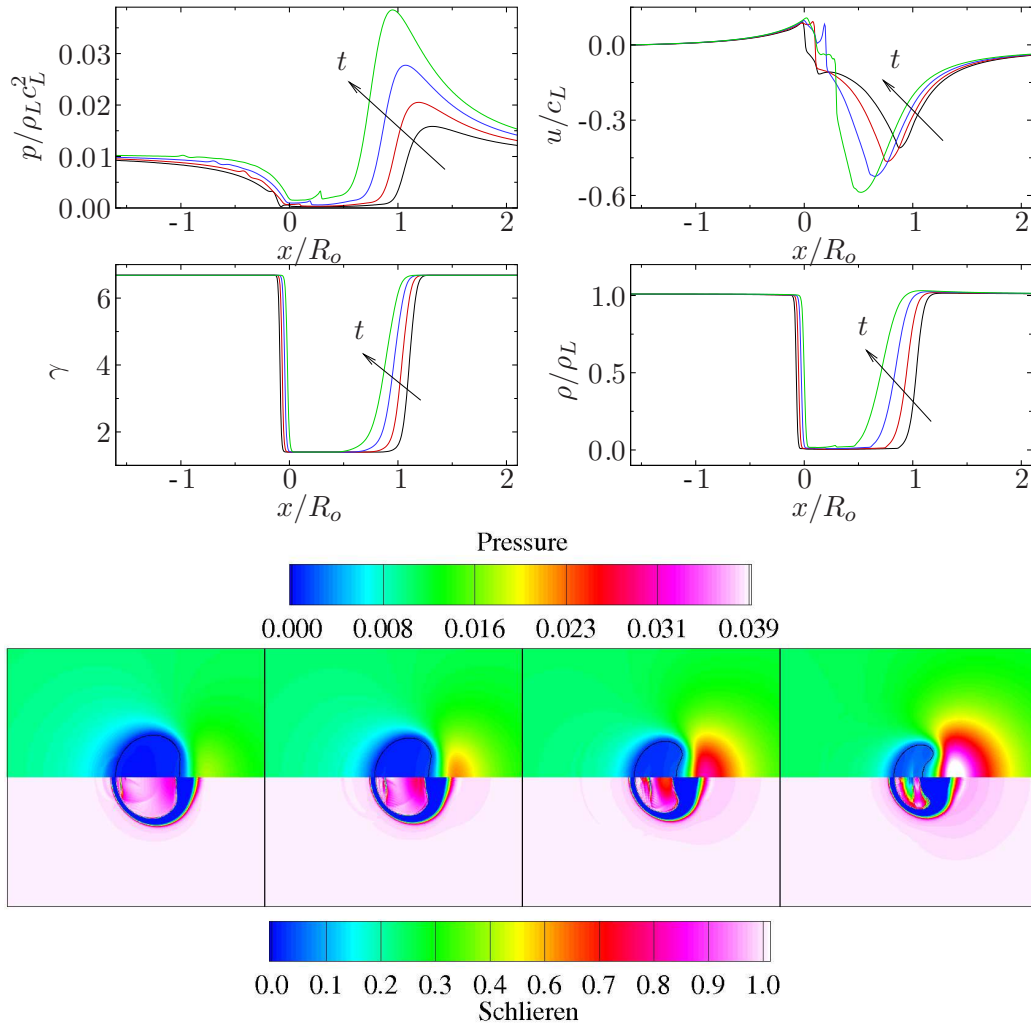 p/ρ_L c_L^2
0.03
0.02
0.01
0.00
t
-1 0 1 2
x/R_o
u/c_L
0.0
-0.3
-0.6
t
-1 0 1 2
x/R_o
γ
6
4
2
t
-1 0 1 2
x/R_o
ρ/ρ_L
1.0
0.5
0.0
t
-1 0 1 2
x/R_o
Pressure
0.000 0.008 0.016 0.023 0.031 0.039
0.0 0.1 0.2 0.3 0.4 0.5 0.6 0.7 0.8 0.9 1.0
Schlieren